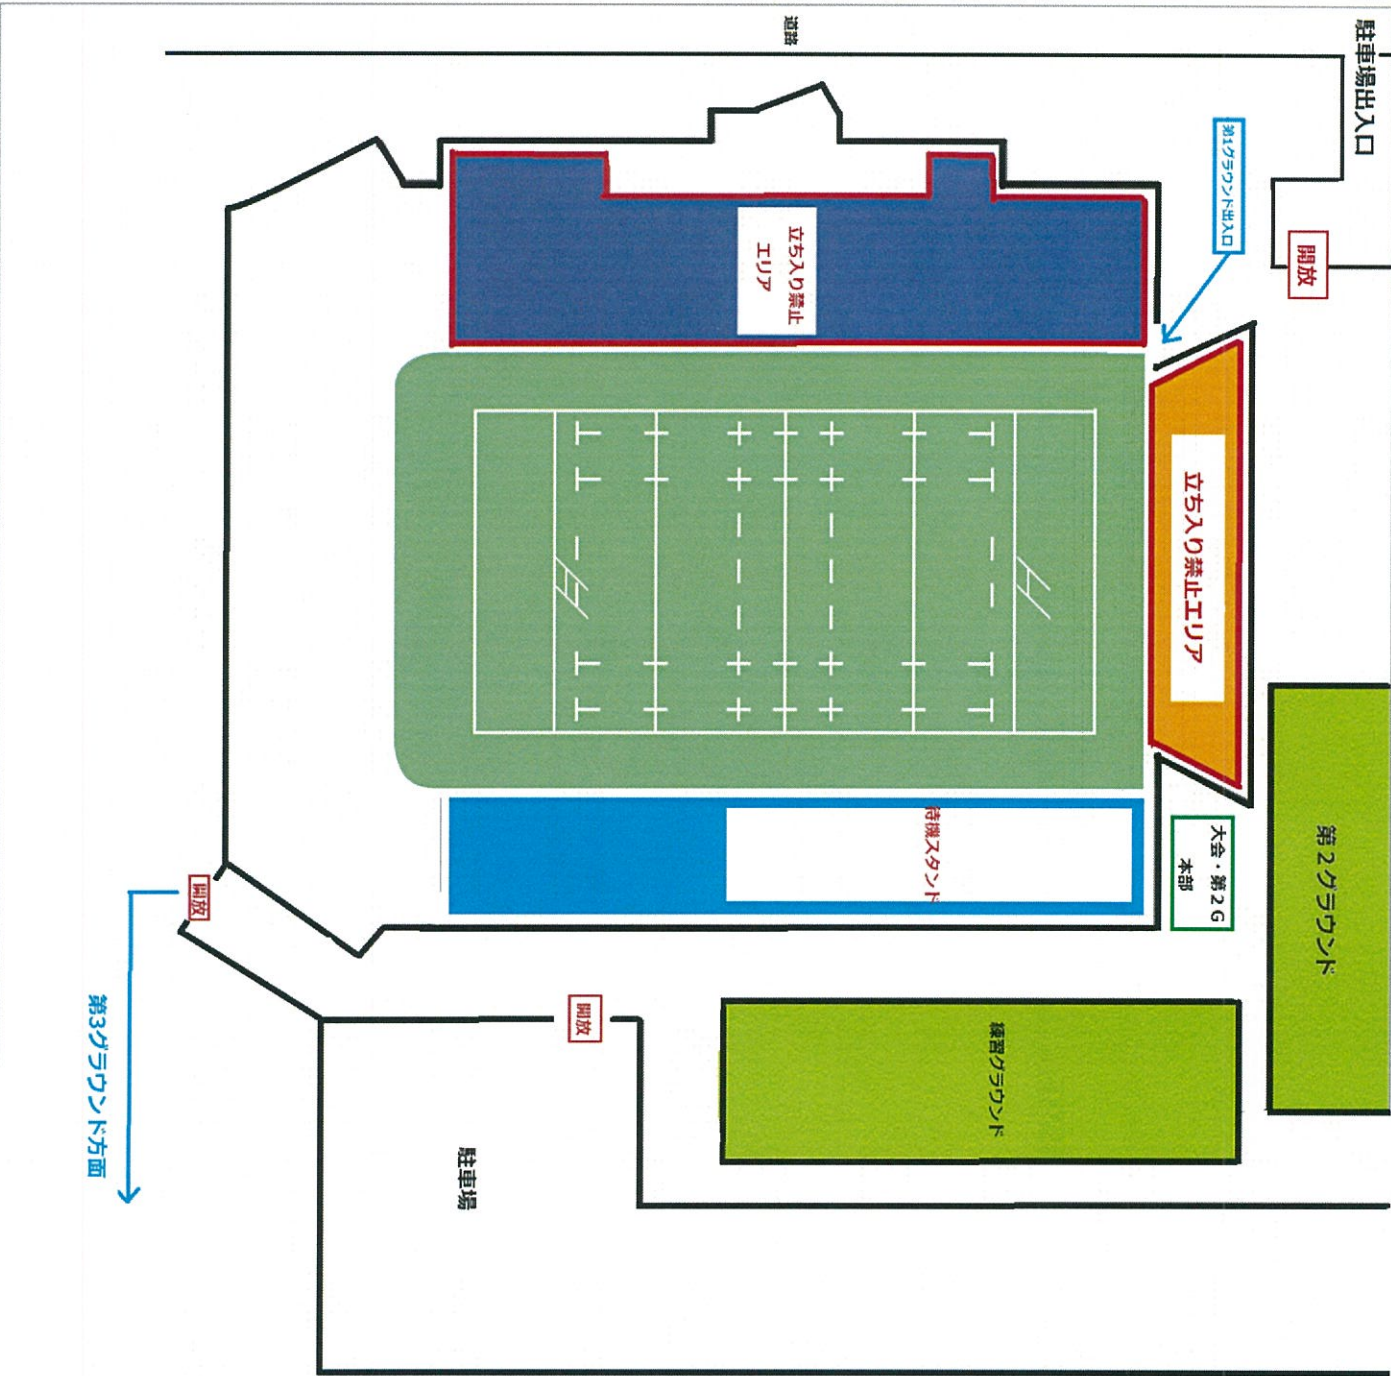 道路
駐車場出入口
第1グラウンド出入口
開放
立ち入り禁止
エリア
立ち入り禁止エリア
第2グラウンド
待機スタンド
大会・第2G
本部
開放
第3グラウンド方面
開放
練習グラウンド
駐車場